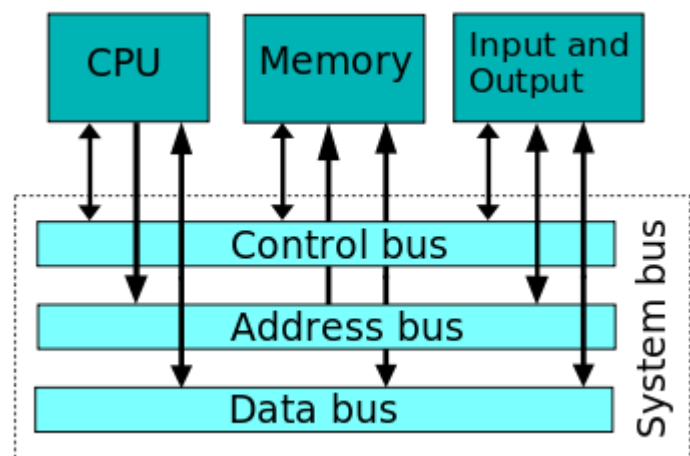 CPU
Memory
Input and
Output
Control bus
Address bus
Data bus
System bus